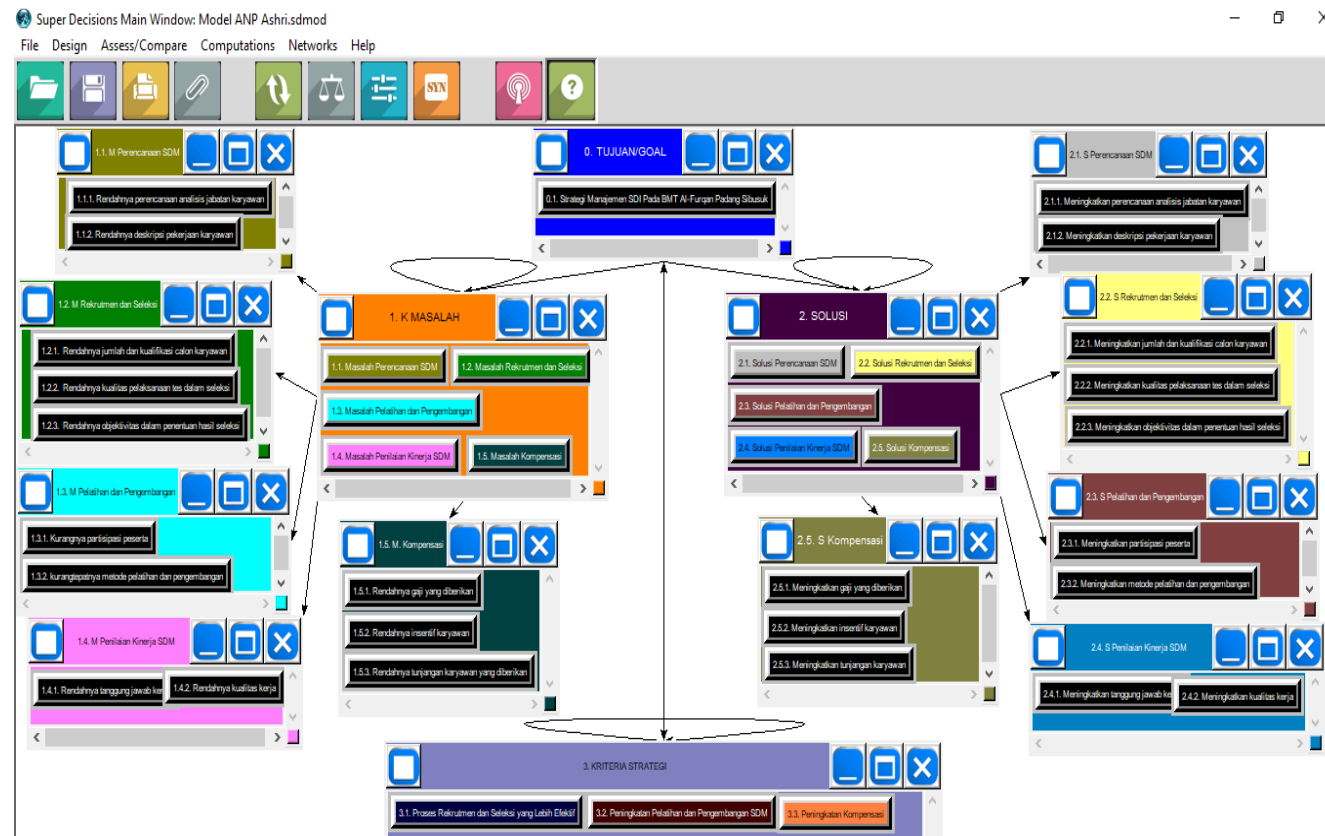 Super Decisions Main Window: Model ANP Ashri.sdmod
File Design Assess/Compare Computations Networks Help
SYN
?
1.1. M Perencanaan SDM
1.1.1. Rendahnya perencanaan analisis jabatan karyawan
1.1.2. Rendahnya deskripsi pekerjaan karyawan
0. TUJUAN/GOAL
0.1. Strategi Manajemen SDI Pada BMT Al-Furqan Padang Sibusuk
2.1. S Perencanaan SDM
2.1.1. Meningkatkan perencanaan analisis jabatan karyawan
2.1.2. Meningkatkan deskripsi pekerjaan karyawan
1.2. M Rekrutmen dan Seleksi
1.2.1. Rendahnya jumlah dan kualifikasi calon karyawan
1.2.2. Rendahnya kualitas pelaksanaan tes dalam seleksi
1.2.3. Rendahnya objektivitas dalam penentuan hasil seleksi
1. K MASALAH
1.1. Masalah Perencanaan SDM
1.2. Masalah Rekrutmen dan Seleksi
1.3. Masalah Pelatihan dan Pengembangan
1.4. Masalah Penilaian Kinerja SDM
1.5. Masalah Kompensasi
2. SOLUSI
2.1. Solusi Perencanaan SDM
2.2. Solusi Rekrutmen dan Seleksi
2.3. Solusi Pelatihan dan Pengembangan
2.4. Solusi Penilaian Kinerja SDM
2.5. Solusi Kompensasi
2.2. S Rekrutmen dan Seleksi
2.2.1. Meningkatkan jumlah dan kualifikasi calon karyawan
2.2.2. Meningkatkan kualitas pelaksanaan tes dalam seleksi
2.2.3. Meningkatkan objektivitas dalam penentuan hasil seleksi
1.3. M Pelatihan dan Pengembangan
1.3.1. Kurangnya partisipasi peserta
1.3.2. kurangtepatnya metode pelatihan dan pengembangan
1.5. M. Kompensasi
1.5.1. Rendahnya gaji yang diberikan
1.5.2. Rendahnya insentif karyawan
1.5.3. Rendahnya tunjangan karyawan yang diberikan
2.5. S Kompensasi
2.5.1. Meningkatkan gaji yang diberikan
2.5.2. Meningkatkan insentif karyawan
2.5.3. Meningkatkan tunjangan karyawan
2.3. S Pelatihan dan Pengembangan
2.3.1. Meningkatkan partisipasi peserta
2.3.2. Meningkatkan metode pelatihan dan pengembangan
1.4. M Penilaian Kinerja SDM
1.4.1. Rendahnya tanggung jawab ker
1.4.2. Rendahnya kualitas kerja
2.4. S Penilaian Kinerja SDM
2.4.1. Meningkatkan tanggung jawab ke
2.4.2. Meningkatkan kualitas kerja
3. KRITERIA STRATEGI
3.1. Proses Rekrutmen dan Seleksi yang Lebih Efektif
3.2. Peningkatan Pelatihan dan Pengembangan SDM
3.3. Peningkatan Kompensasi